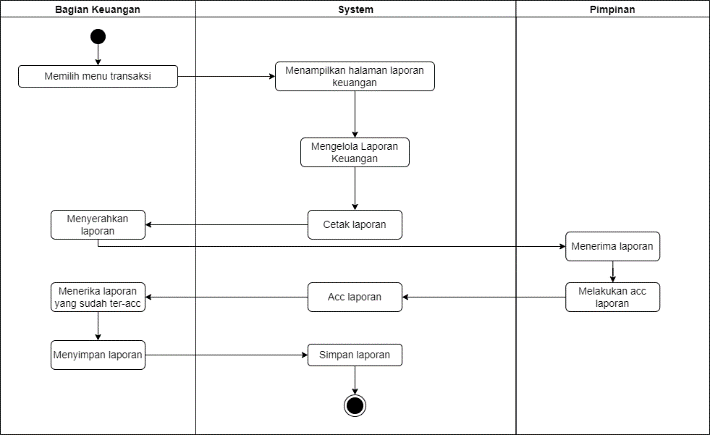 Bagian Keuangan
System
Pimpinan
Memilih menu transaksi
Menampilkan halaman laporan
keuangan
Mengelola Laporan
Keuangan
Cetak laporan
Menyerahkan
laporan
Menerima laporan
Melakukan acc
laporan
Acc laporan
Menerika laporan
yang sudah ter-acc
Menyimpan laporan
Simpan laporan